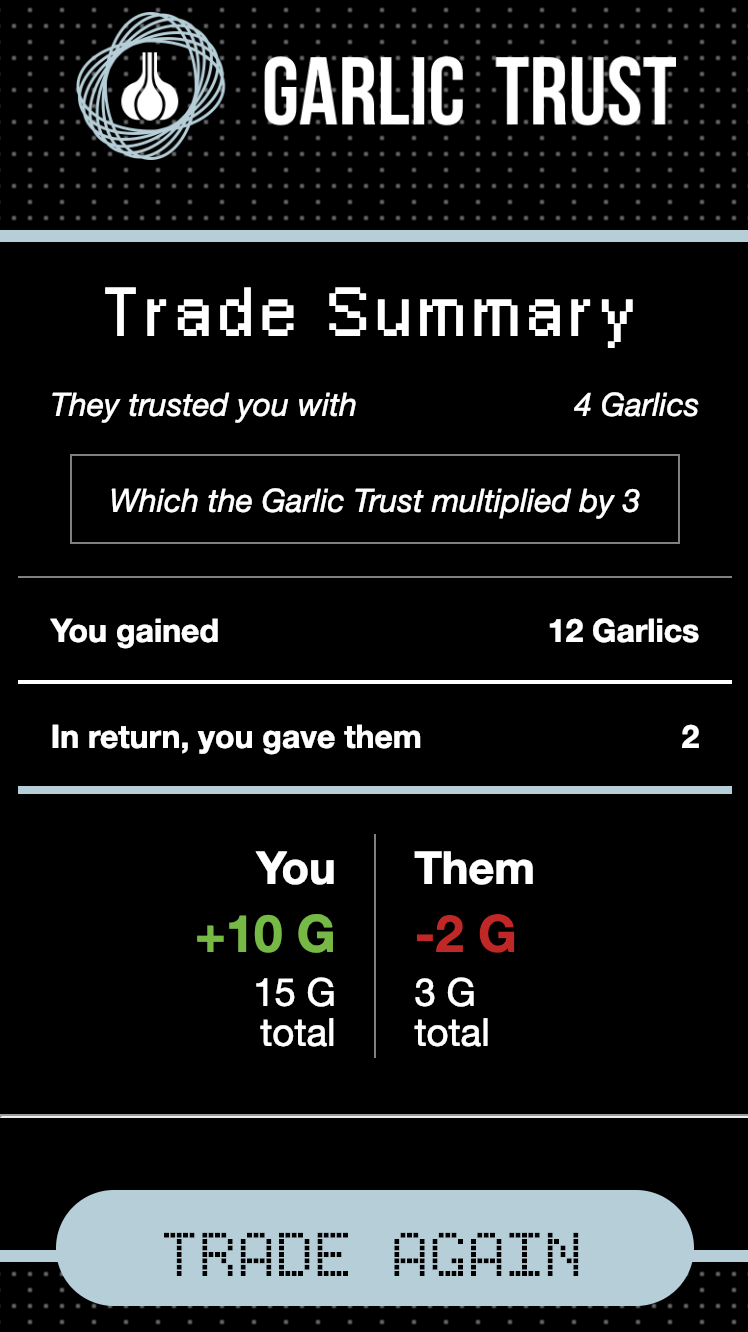 GARLIC TRUST
Trade Summary
They trusted you with 4 Garlics
Which the Garlic Trust multiplied by 3
You gained 12 Garlics
In return, you gave them 2
You
+10 G
15 G
total
Them
-2 G
3 G
total
TRADE AGAIN